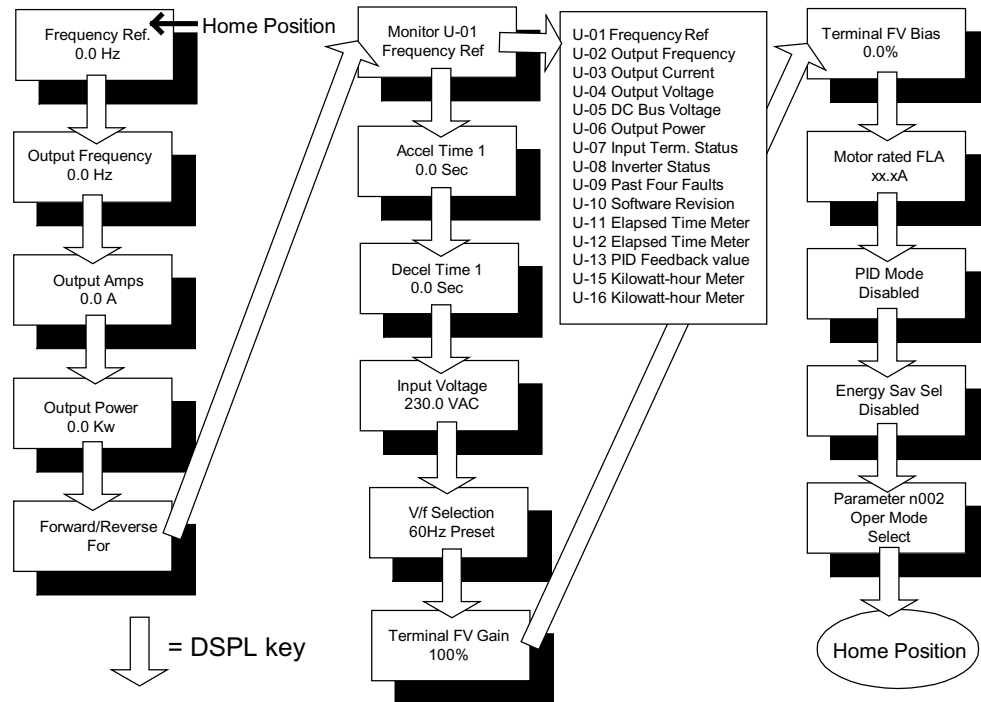 Frequency Ref.
0.0 Hz
Home Position
Output Frequency
0.0 Hz
Output Amps
0.0 A
Output Power
0.0 Kw
Forward/Reverse
For
= DSPL key
Monitor U-01
Frequency Ref
Accel Time 1
0.0 Sec
Decel Time 1
0.0 Sec
Input Voltage
230.0 VAC
V/f Selection
60Hz Preset
Terminal FV Gain
100%
U-01 Frequency Ref
U-02 Output Frequency
U-03 Output Current
U-04 Output Voltage
U-05 DC Bus Voltage
U-06 Output Power
U-07 Input Term. Status
U-08 Inverter Status
U-09 Past Four Faults
U-10 Software Revision
U-11 Elapsed Time Meter
U-12 Elapsed Time Meter
U-13 PID Feedback value
U-15 Kilowatt-hour Meter
U-16 Kilowatt-hour Meter
Terminal FV Bias
0.0%
Motor rated FLA
xx.xA
PID Mode
Disabled
Energy Sav Sel
Disabled
Parameter n002
Oper Mode
Select
Home Position